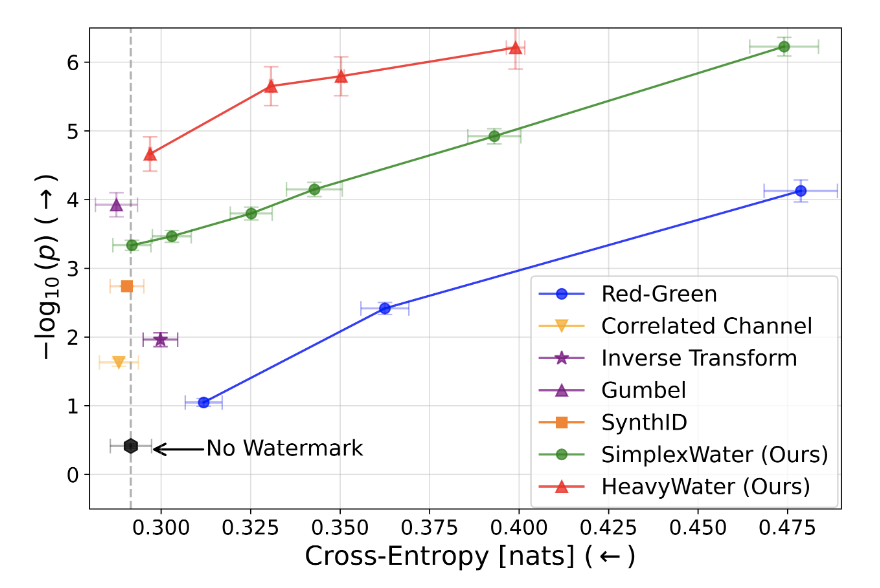 6
5
4
3
2
1
0
−log₁₀(p) (→)
No Watermark
Red-Green
Correlated Channel
Inverse Transform
Gumbel
SynthID
SimplexWater (Ours)
HeavyWater (Ours)
0.300 0.325 0.350 0.375 0.400 0.425 0.450 0.475
Cross-Entropy [nats] (←)